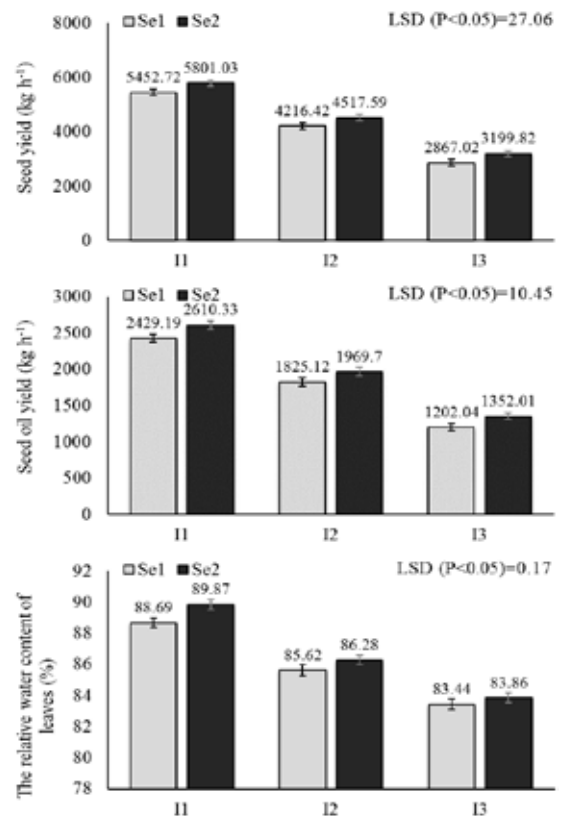 Se1 Se2
LSD (P<0.05)=27.06
Seed yield (kg h⁻¹)
8000
6000
4000
2000
0
5452.72
5801.03
4216.42
4517.59
2867.02
3199.82
I1 I2 I3
Se1 Se2
LSD (P<0.05)=10.45
Seed oil yield (kg h⁻¹)
3000
2500
2000
1500
1000
500
0
2429.19
2610.33
1825.12
1969.7
1202.04
1352.01
I1 I2 I3
Se1 Se2
LSD (P<0.05)=0.17
The relative water content of
leaves (%)
92
90
88
86
84
82
80
78
88.69
89.87
85.62
86.28
83.44
83.86
I1 I2 I3